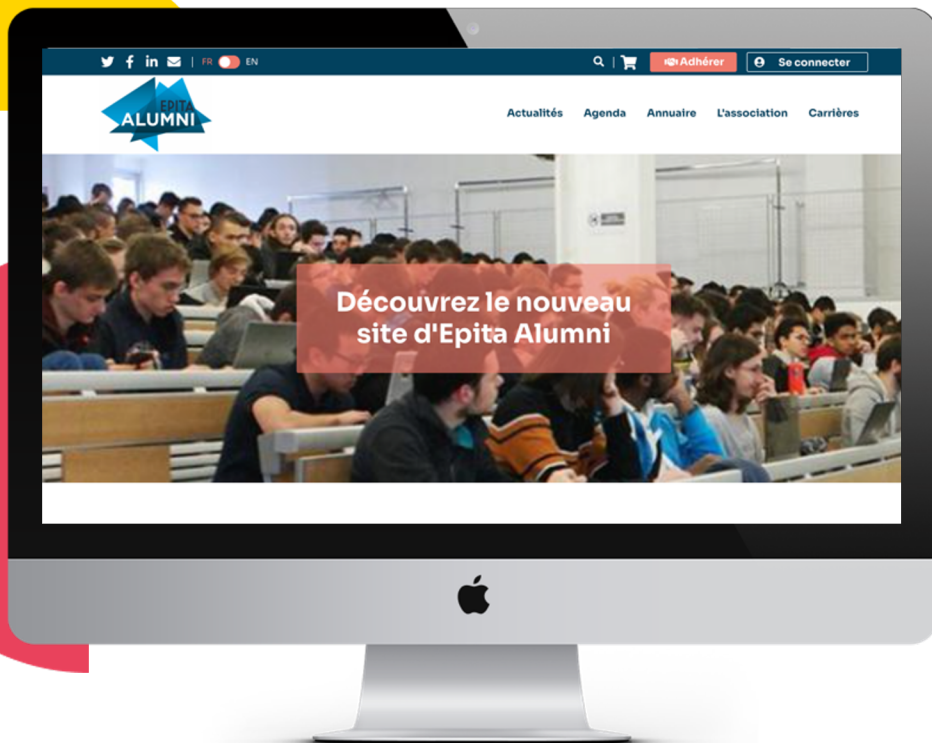 FR EN
Adhérer
Se connecter
EPITA
ALUMNI
Actualités Agenda Annuaire L'association Carrières
Découvrez le nouveau
site d'Epita Alumni